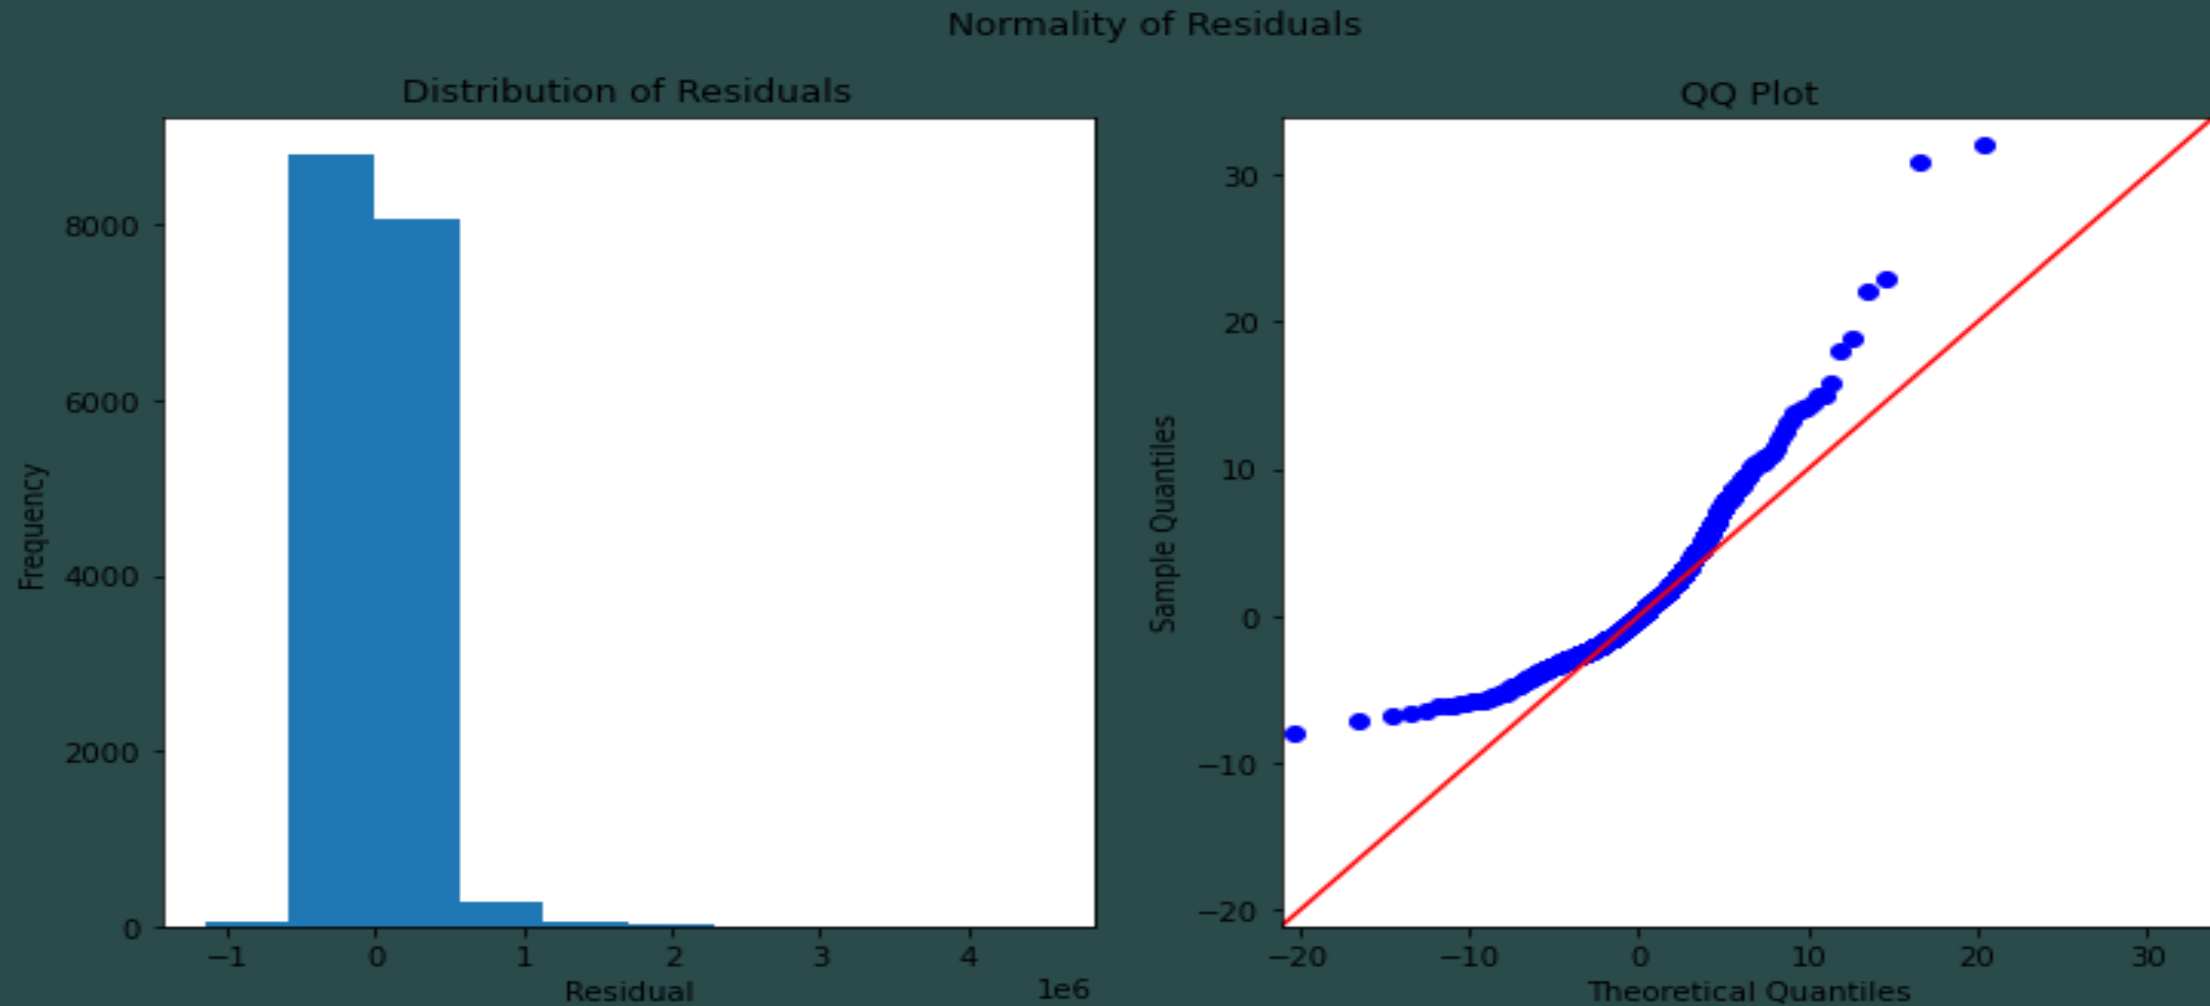 Normality of Residuals
Distribution of Residuals
Frequency
8000
6000
4000
2000
0
−1 0 1 2 3 4
1e6
Residual
QQ Plot
Sample Quantiles
30
20
10
0
−10
−20
−20 −10 0 10 20 30
Theoretical Quantiles